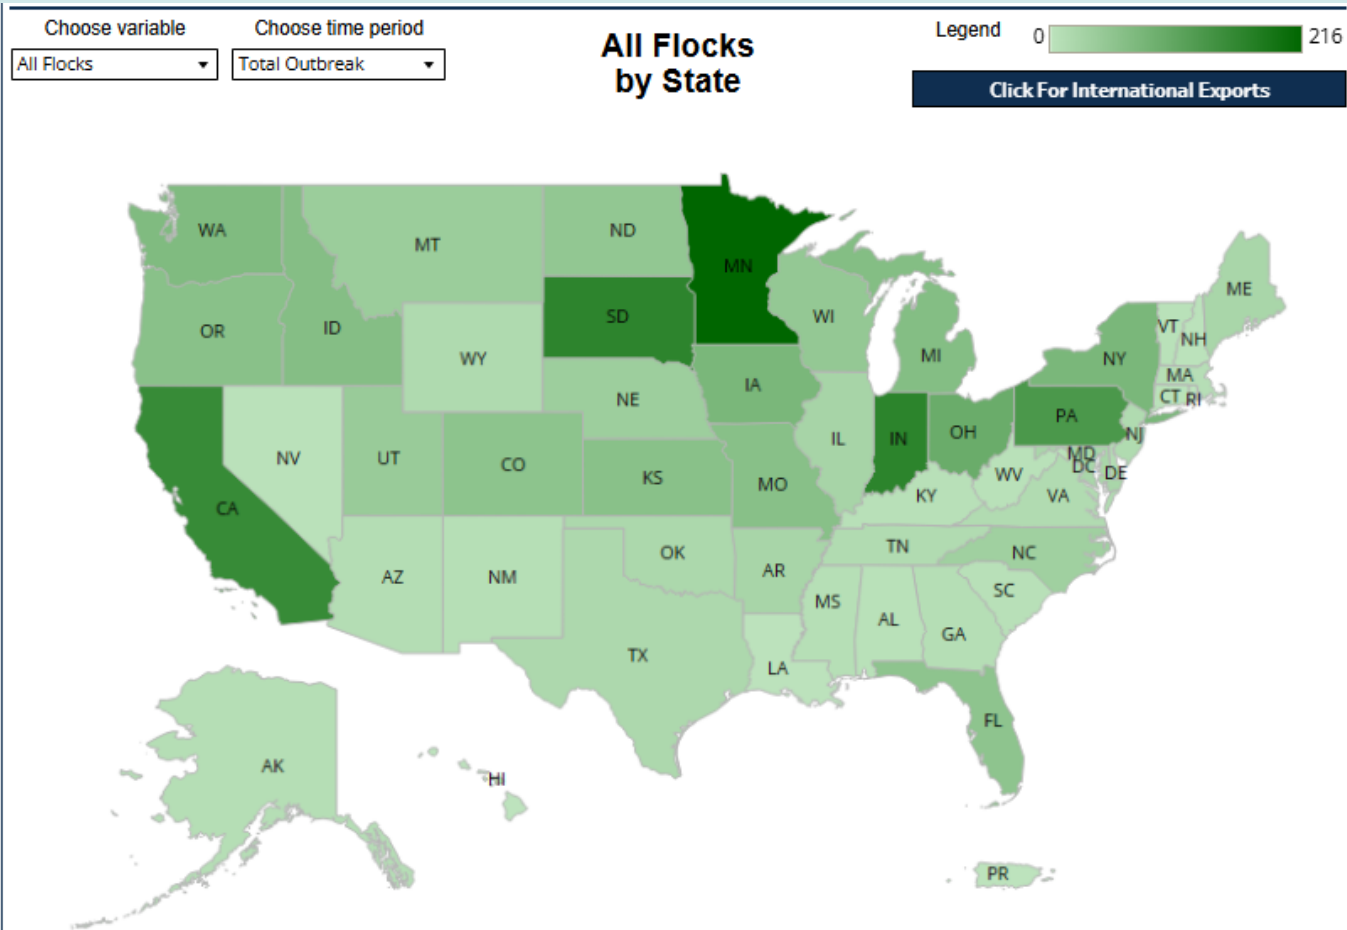 Choose variable
Choose time period
All Flocks
Total Outbreak
All Flocks
by State
Legend
0
216
Click For International Exports
WA
MT
ND
MN
OR
ID
WY
SD
WI
MI
ME
VT
NH
NY
MA
CT
RI
NV
UT
CO
NE
IA
IL
IN
OH
PA
NJ
MD
DC
DE
CA
KS
MO
KY
WV
VA
AZ
NM
OK
AR
TN
NC
SC
MS
AL
GA
TX
LA
FL
AK
HI
PR